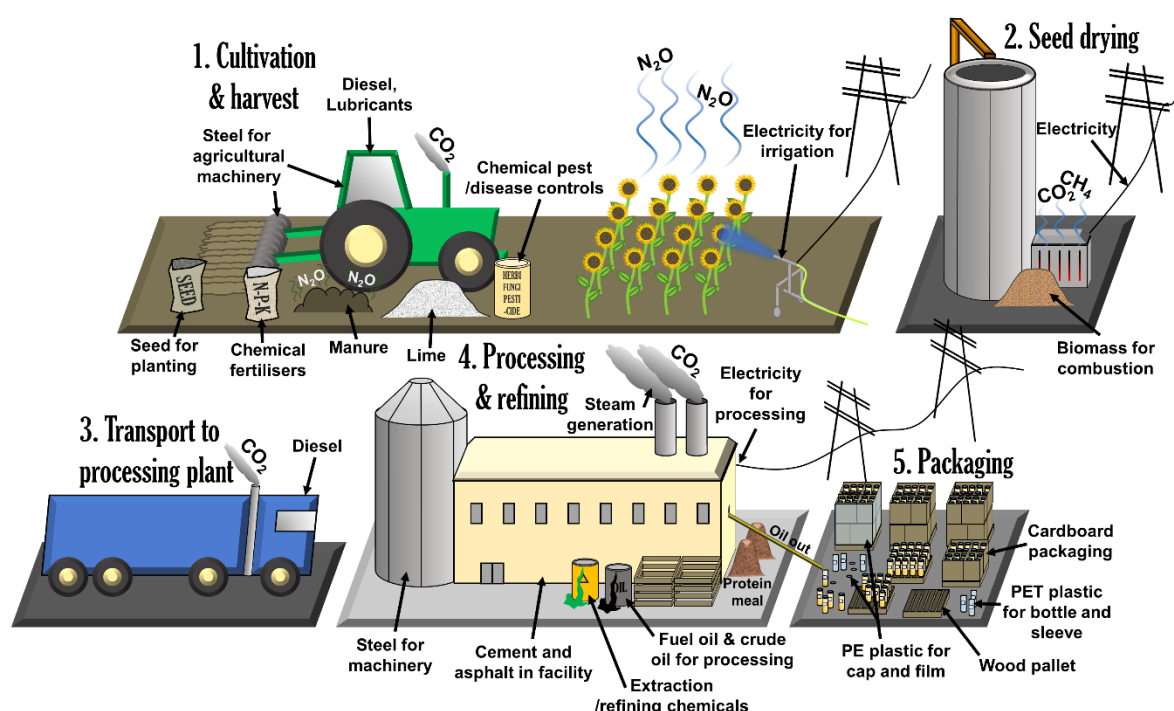 1. Cultivation
& harvest
Diesel,
Lubricants
Steel for
agricultural
machinery
CO2
Chemical pest
/disease controls
N2O
N2O
Electricity for
irrigation
SEED
N-P-K
N2O
N2O
HERBI
FUNGI
PESTI
-CIDE
Seed for
planting
Chemical
fertilisers
Manure
Lime
2. Seed drying
Electricity
CO2
CH4
Biomass for
combustion
3. Transport to
processing plant
CO2
Diesel
4. Processing
& refining
CO2
Steam
generation
Electricity
for
processing
Oil out
Protein
meal
OIL
Steel for
machinery
Cement and
asphalt in facility
Fuel oil & crude
oil for processing
Extraction
/refining chemicals
5. Packaging
Cardboard
packaging
PET plastic
for bottle and
sleeve
PE plastic for
cap and film
Wood pallet